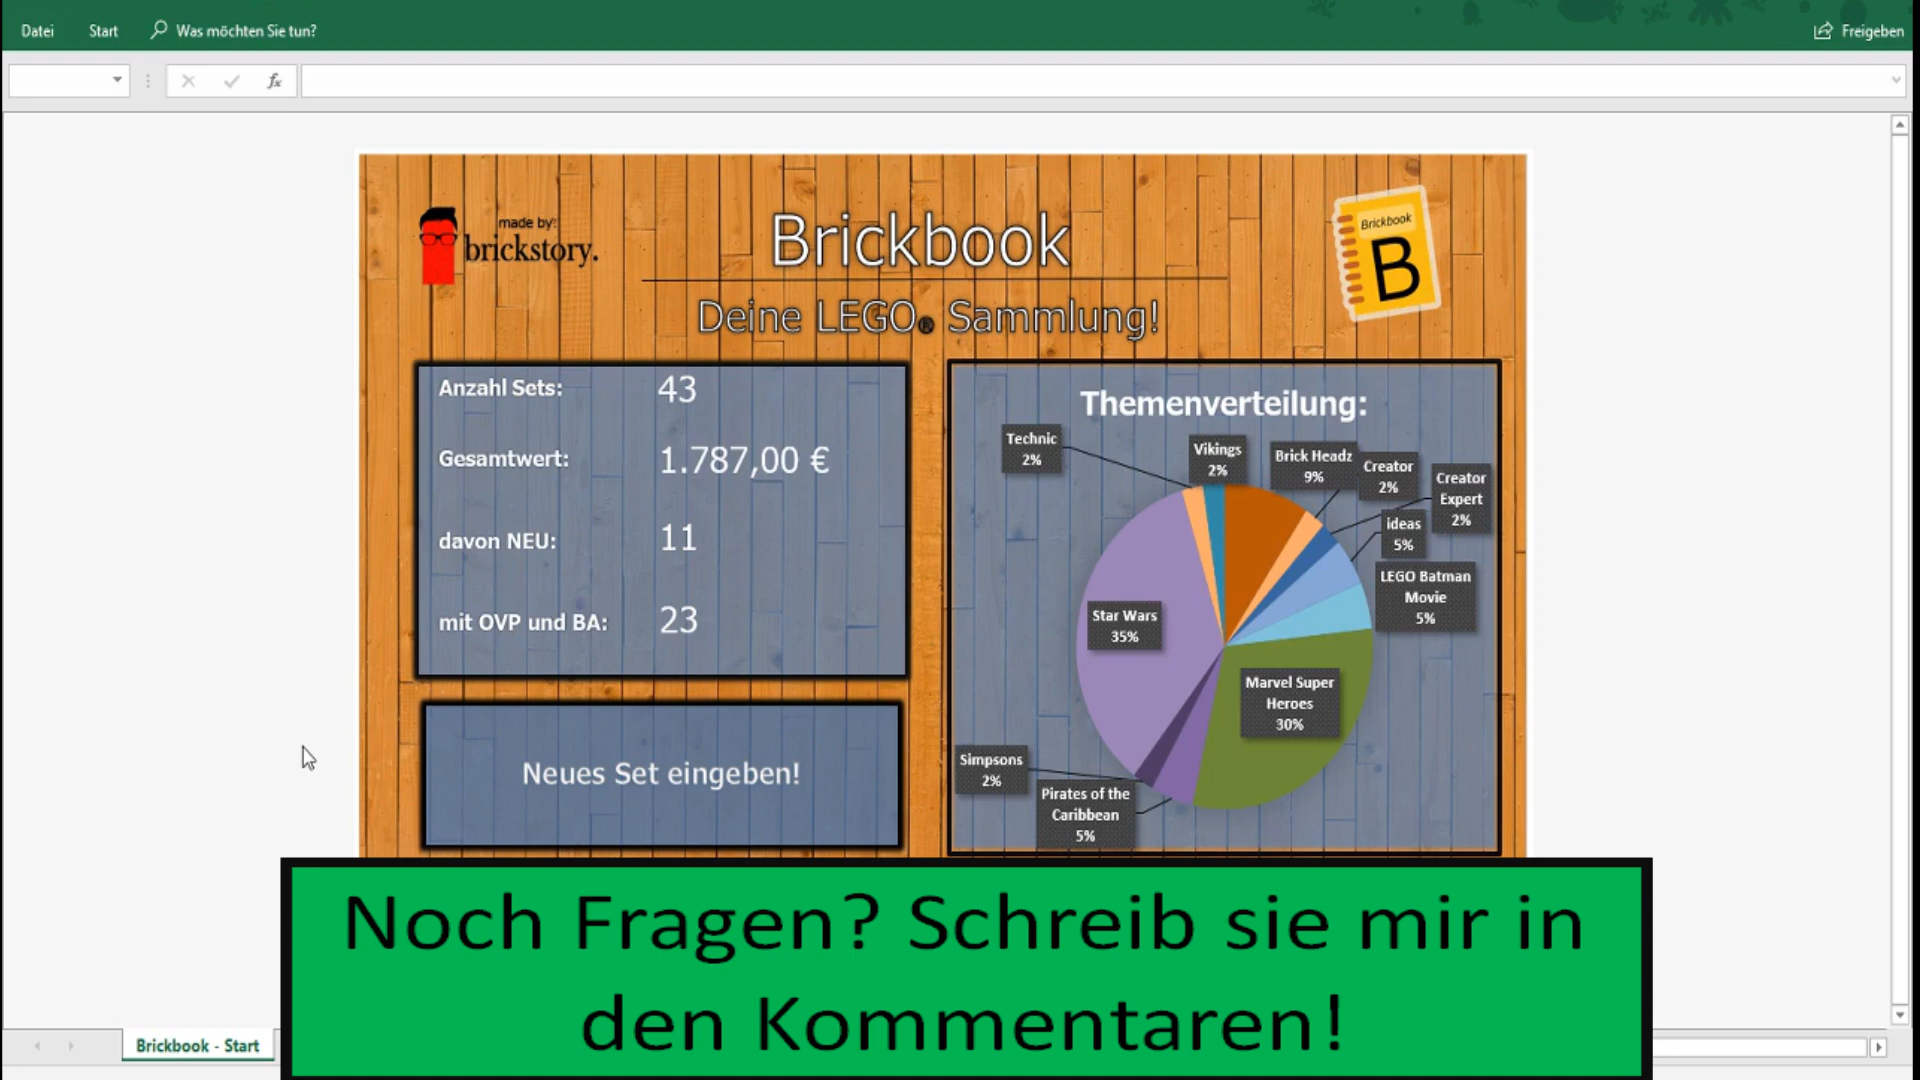 Datei Start Was möchten Sie tun? Freigeben
fx
made by:
brickstory.
Brickbook
Deine LEGO® Sammlung!
Brickbook
B
Anzahl Sets: 43
Gesamtwert: 1.787,00 €
davon NEU: 11
mit OVP und BA: 23
Neues Set eingeben!
Themenverteilung:
Technic
2%
Vikings
2%
Brick Headz
9%
Creator
2%
Creator
Expert
2%
ideas
5%
LEGO Batman
Movie
5%
Star Wars
35%
Marvel Super
Heroes
30%
Simpsons
2%
Pirates of the
Caribbean
5%
Noch Fragen? Schreib sie mir in
den Kommentaren!
Brickbook - Start